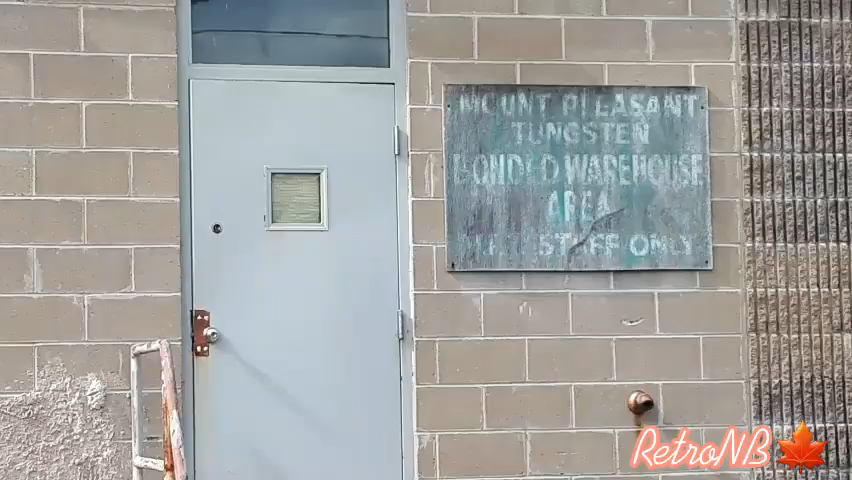 MOUNT PLEASANT
TUNGSTEN
BONDED WAREHOUSE
AREA
STAFF ONLY
RetroNB